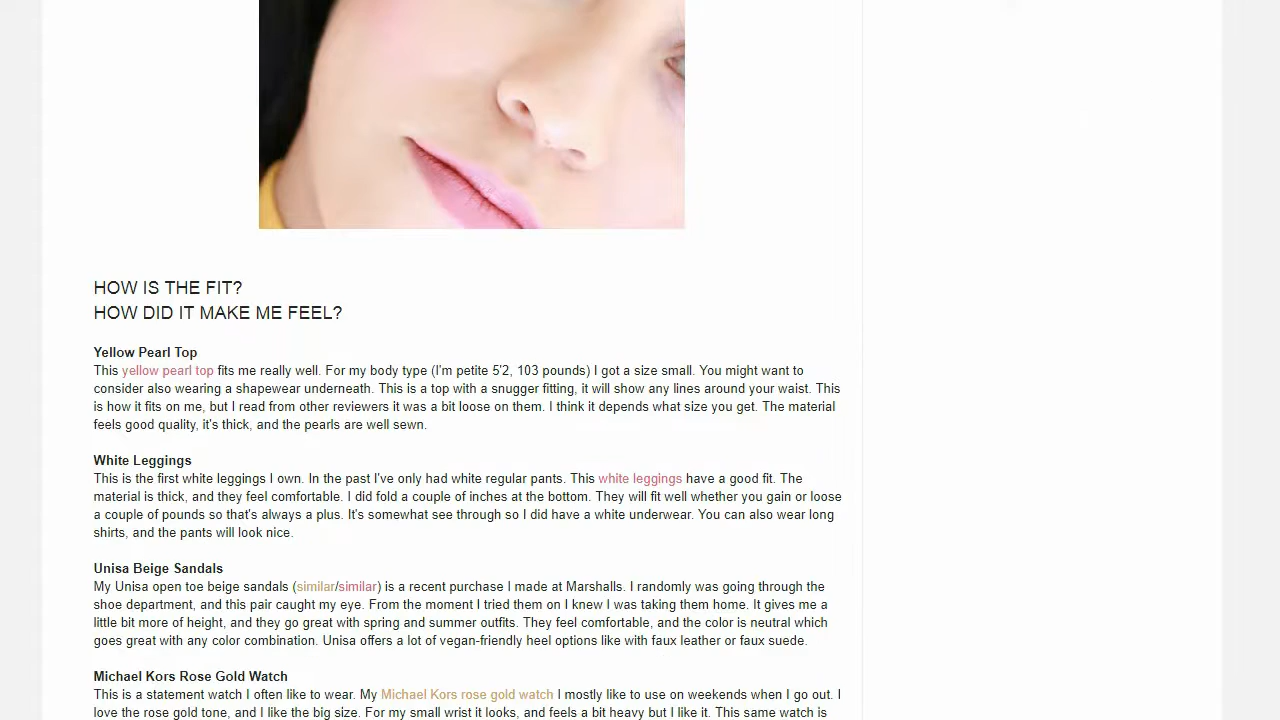 HOW IS THE FIT?
HOW DID IT MAKE ME FEEL?
Yellow Pearl Top
This yellow pearl top fits me really well. For my body type (I'm petite 5'2, 103 pounds) I got a size small. You might want to
consider also wearing a shapewear underneath. This is a top with a snugger fitting, it will show any lines around your waist. This
is how it fits on me, but I read from other reviewers it was a bit loose on them. I think it depends what size you get. The material
feels good quality, it's thick, and the pearls are well sewn.
White Leggings
This is the first white leggings I own. In the past I've only had white regular pants. This white leggings have a good fit. The
material is thick, and they feel comfortable. I did fold a couple of inches at the bottom. They will fit well whether you gain or loose
a couple of pounds so that's always a plus. It's somewhat see through so I did have a white underwear. You can also wear long
shirts, and the pants will look nice.
Unisa Beige Sandals
My Unisa open toe beige sandals (similar/similar) is a recent purchase I made at Marshalls. I randomly was going through the
shoe department, and this pair caught my eye. From the moment I tried them on I knew I was taking them home. It gives me a
little bit more of height, and they go great with spring and summer outfits. They feel comfortable, and the color is neutral which
goes great with any color combination. Unisa offers a lot of vegan-friendly heel options like with faux leather or faux suede.
Michael Kors Rose Gold Watch
This is a statement watch I often like to wear. My Michael Kors rose gold watch I mostly like to use on weekends when I go out. I
love the rose gold tone, and I like the big size. For my small wrist it looks, and feels a bit heavy but I like it. This same watch is